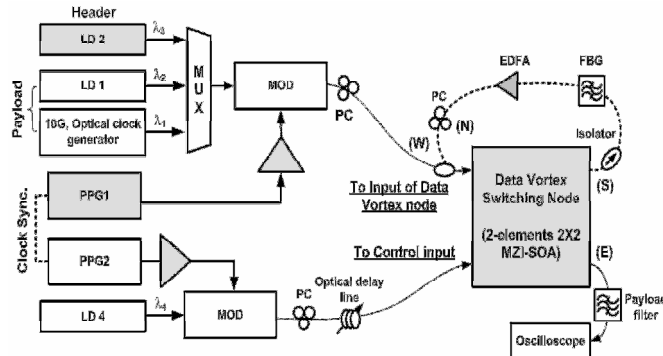 Header
LD 2
λ3
LD 1
λ2
Payload
10G, Optical clock
generator
λ1
MUX
MOD
PC
(W)
PC
(N)
EDFA
FBG
Isolator
(S)
To Input of Data
Vortex node
Data Vortex
Switching Node
(2-elements 2X2
MZI-SOA)
Clock Sync.
PPG1
PPG2
To Control input
(E)
LD 4
λ4
MOD
PC
Optical delay
line
Payload
filter
Oscilloscope